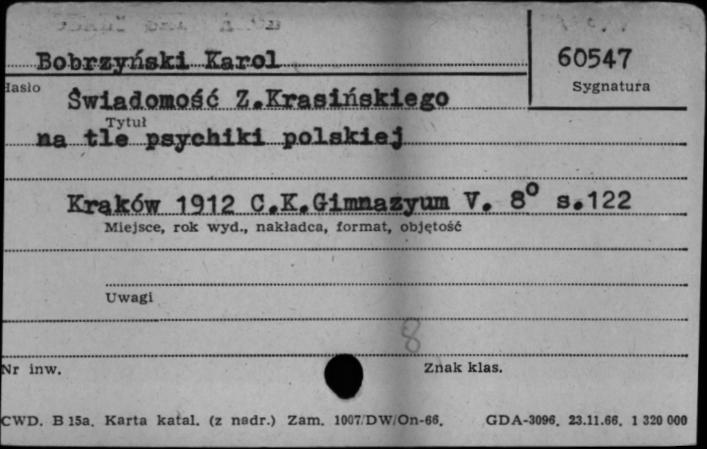 Bobrzyński Karol
60547
Hasło
Sygnatura
Świadomość Z.Krasińskiego
Tytuł
na tle psychiki polskiej
Kraków 1912 C.K.Gimnazyum V. 8° s.122
Miejsce, rok wyd., nakładca, format, objętość
Uwagi
8
Nr inw.
Znak klas.
CWD. B 15a. Karta katal. (z nadr.) Zam. 1007/DW/On-66. GDA-3096. 23.11.66. 1 320 000